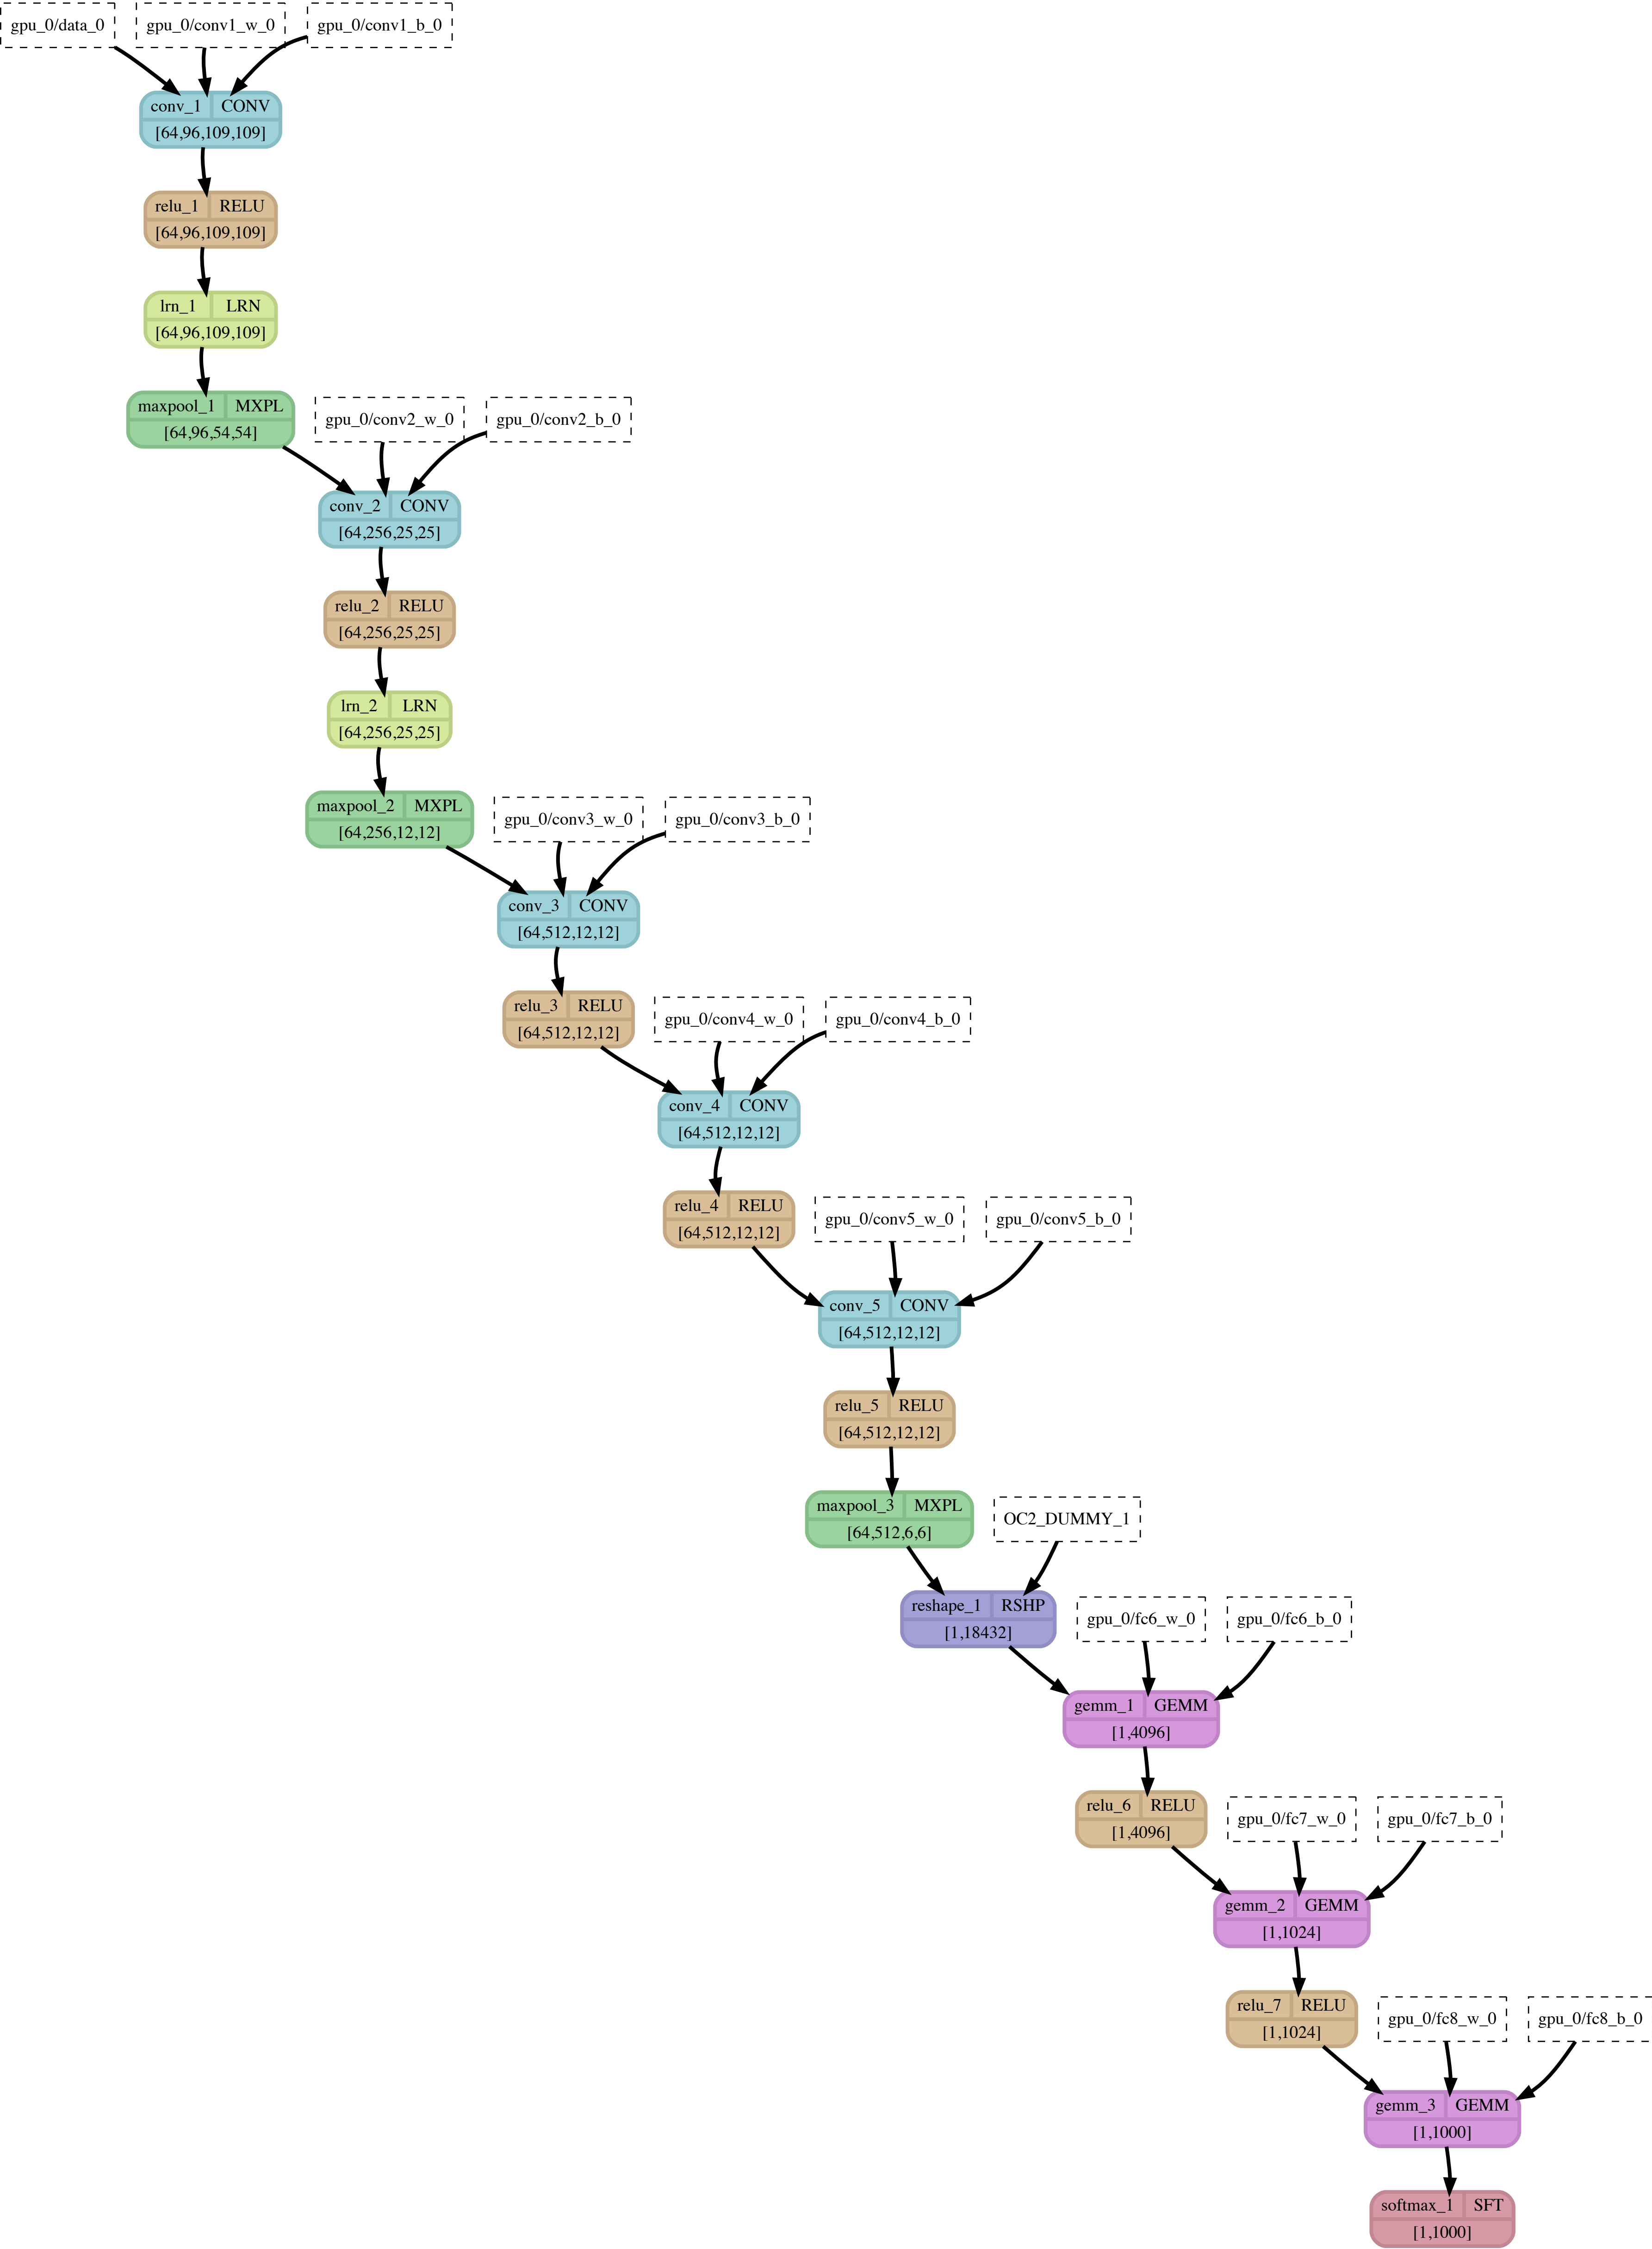 gpu_0/data_0
gpu_0/conv1_w_0
gpu_0/conv1_b_0
conv_1 CONV
[64,96,109,109]
relu_1 RELU
[64,96,109,109]
lrn_1 LRN
[64,96,109,109]
maxpool_1 MXPL
[64,96,54,54]
gpu_0/conv2_w_0
gpu_0/conv2_b_0
conv_2 CONV
[64,256,25,25]
relu_2 RELU
[64,256,25,25]
lrn_2 LRN
[64,256,25,25]
maxpool_2 MXPL
[64,256,12,12]
gpu_0/conv3_w_0
gpu_0/conv3_b_0
conv_3 CONV
[64,512,12,12]
relu_3 RELU
[64,512,12,12]
gpu_0/conv4_w_0
gpu_0/conv4_b_0
conv_4 CONV
[64,512,12,12]
relu_4 RELU
[64,512,12,12]
gpu_0/conv5_w_0
gpu_0/conv5_b_0
conv_5 CONV
[64,512,12,12]
relu_5 RELU
[64,512,12,12]
maxpool_3 MXPL
[64,512,6,6]
OC2_DUMMY_1
reshape_1 RSHP
[1,18432]
gpu_0/fc6_w_0
gpu_0/fc6_b_0
gemm_1 GEMM
[1,4096]
relu_6 RELU
[1,4096]
gpu_0/fc7_w_0
gpu_0/fc7_b_0
gemm_2 GEMM
[1,1024]
relu_7 RELU
[1,1024]
gpu_0/fc8_w_0
gpu_0/fc8_b_0
gemm_3 GEMM
[1,1000]
softmax_1 SFT
[1,1000]